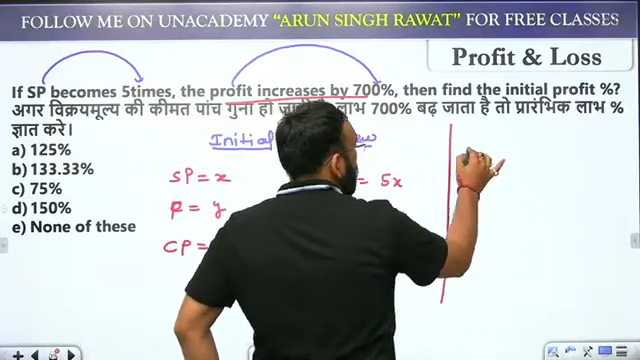 FOLLOW ME ON UNACADEMY “ARUN SINGH RAWAT” FOR FREE CLASSES
Profit & Loss
If SP becomes 5times, the profit increases by 700%, then find the initial profit %?
अगर विक्रयमूल्य की कीमत पांच गुना हो लाभ 700% बढ़ जाता है तो प्रारंभिक लाभ %
ज्ञात करे।
a) 125%
b) 133.33%
c) 75%
d) 150%
e) None of these
Initial
SP = x
= 5x
P = y
CP =